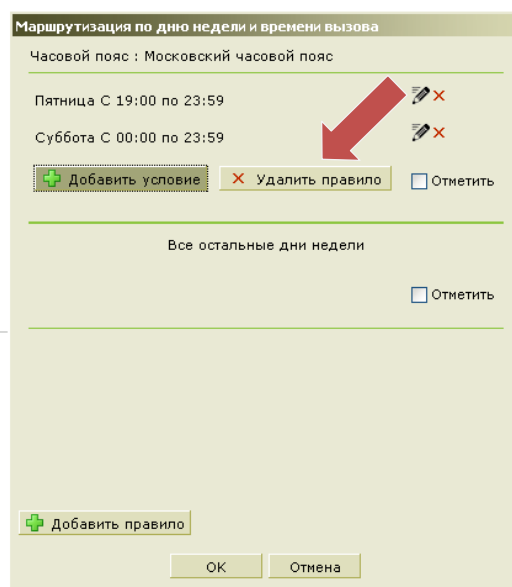 Маршрутизация по дню недели и времени вызова
Часовой пояс : Московский часовой пояс
Пятница С 19:00 по 23:59
Суббота С 00:00 по 23:59
Добавить условие Удалить правило Отметить
Все остальные дни недели
Отметить
Добавить правило
ОК Отмена